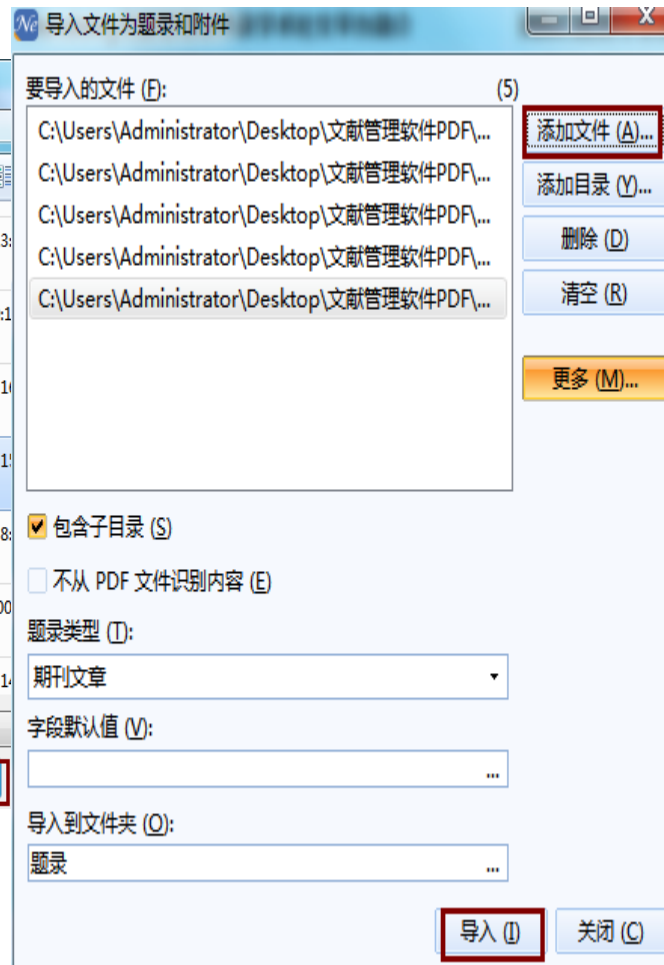 Ne 导入文件为题录和附件
要导入的文件 (F): (5)
C:\Users\Administrator\Desktop\文献管理软件PDF\...
C:\Users\Administrator\Desktop\文献管理软件PDF\...
C:\Users\Administrator\Desktop\文献管理软件PDF\...
C:\Users\Administrator\Desktop\文献管理软件PDF\...
C:\Users\Administrator\Desktop\文献管理软件PDF\...
添加文件 (A)...
添加目录 (Y)...
删除 (D)
清空 (R)
更多 (M)...
包含子目录 (S)
不从 PDF 文件识别内容 (E)
题录类型 (T):
期刊文章
字段默认值 (V):
...
导入到文件夹 (O):
题录 ...
导入 (I) 关闭 (C)